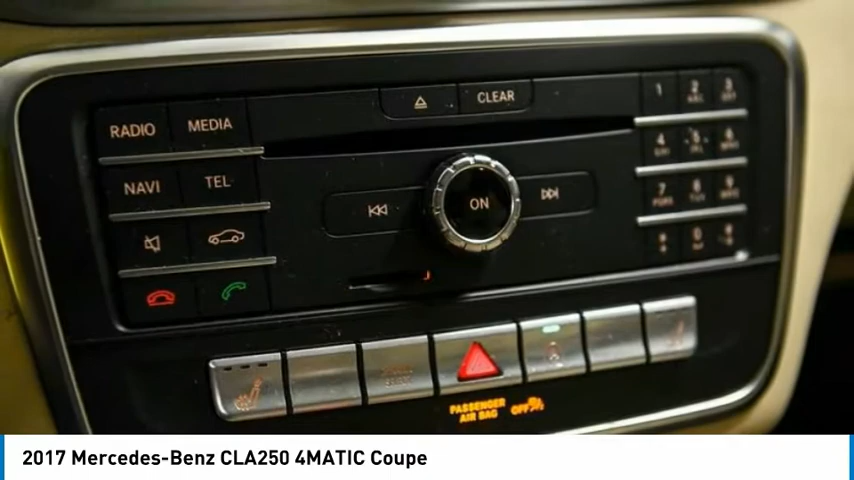 CLEAR
RADIO MEDIA
NAVI TEL
ON
1 2 3
4 5 6
7 8 9
0
PASSENGER
AIR BAG OFF
2017 Mercedes-Benz CLA250 4MATIC Coupe